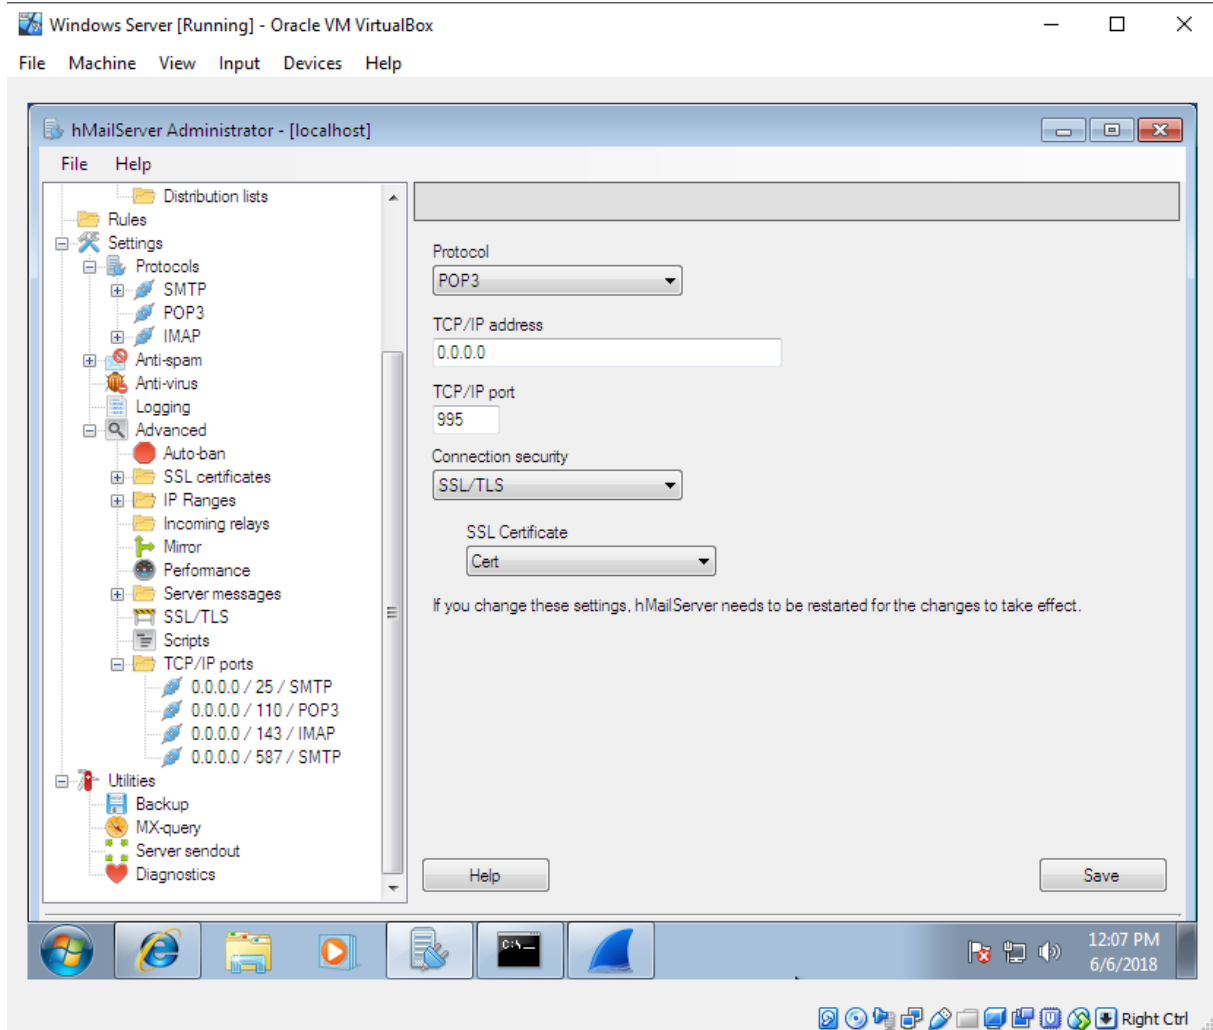 Windows Server [Running] - Oracle VM VirtualBox
File Machine View Input Devices Help
hMailServer Administrator - [localhost]
File Help
Distribution lists
Rules
Settings
Protocols
SMTP
POP3
IMAP
Anti-spam
Anti-virus
Logging
Advanced
Auto-ban
SSL certificates
IP Ranges
Incoming relays
Mirror
Performance
Server messages
SSL/TLS
Scripts
TCP/IP ports
0.0.0.0 / 25 / SMTP
0.0.0.0 / 110 / POP3
0.0.0.0 / 143 / IMAP
0.0.0.0 / 587 / SMTP
Utilities
Backup
MX-query
Server sendout
Diagnostics
Protocol
POP3
TCP/IP address
0.0.0.0
TCP/IP port
995
Connection security
SSL/TLS
SSL Certificate
Cert
If you change these settings, hMailServer needs to be restarted for the changes to take effect.
Help
Save
C:\_
12:07 PM
6/6/2018
Right Ctrl